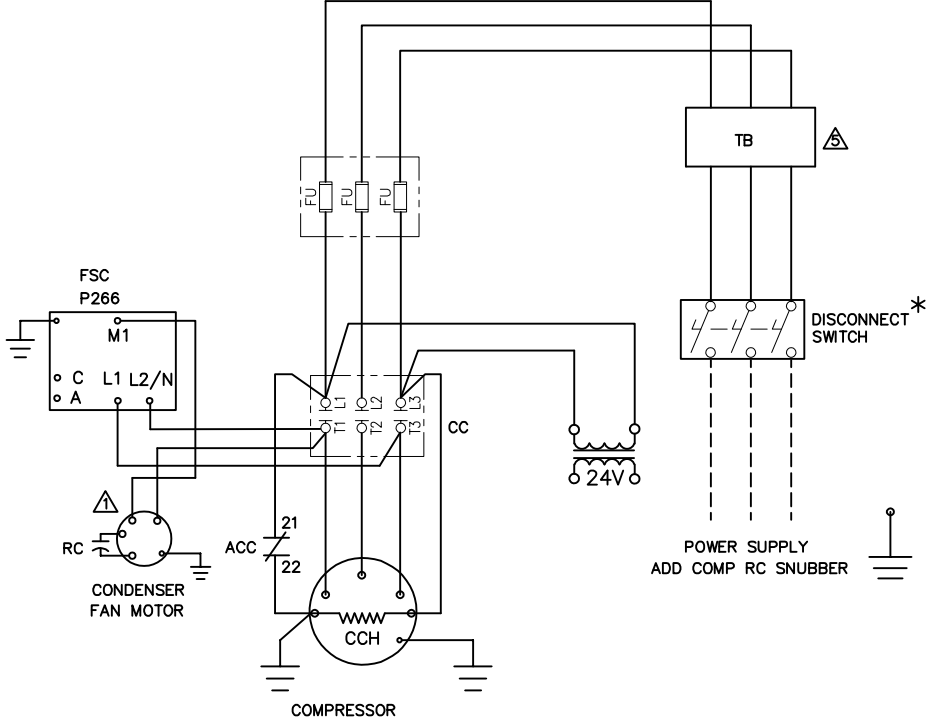 TB
5
FU
FU
FU
FSC
P266
M1
C
L1
L2/N
A
DISCONNECT *
SWITCH
L1
L2
L3
T1
T2
T3
CC
24V
1
RC
21
ACC
22
CONDENSER
FAN MOTOR
CCH
COMPRESSOR
POWER SUPPLY
ADD COMP RC SNUBBER